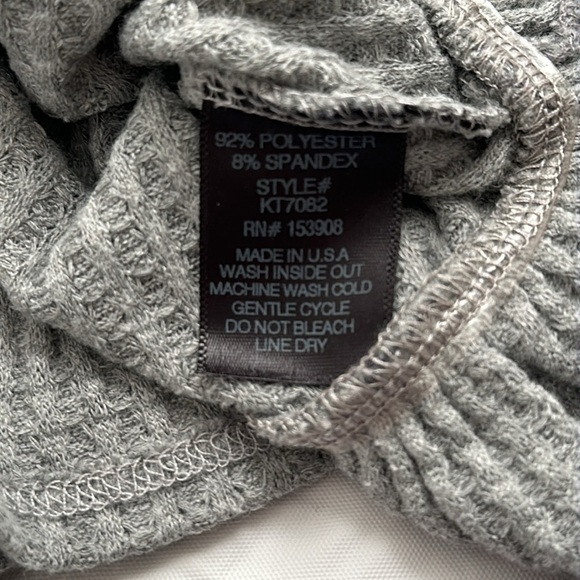 92% POLYESTER
8% SPANDEX
STYLE#
KT7082
RN# 153908
MADE IN U.S.A
WASH INSIDE OUT
MACHINE WASH COLD
GENTLE CYCLE
DO NOT BLEACH
LINE DRY